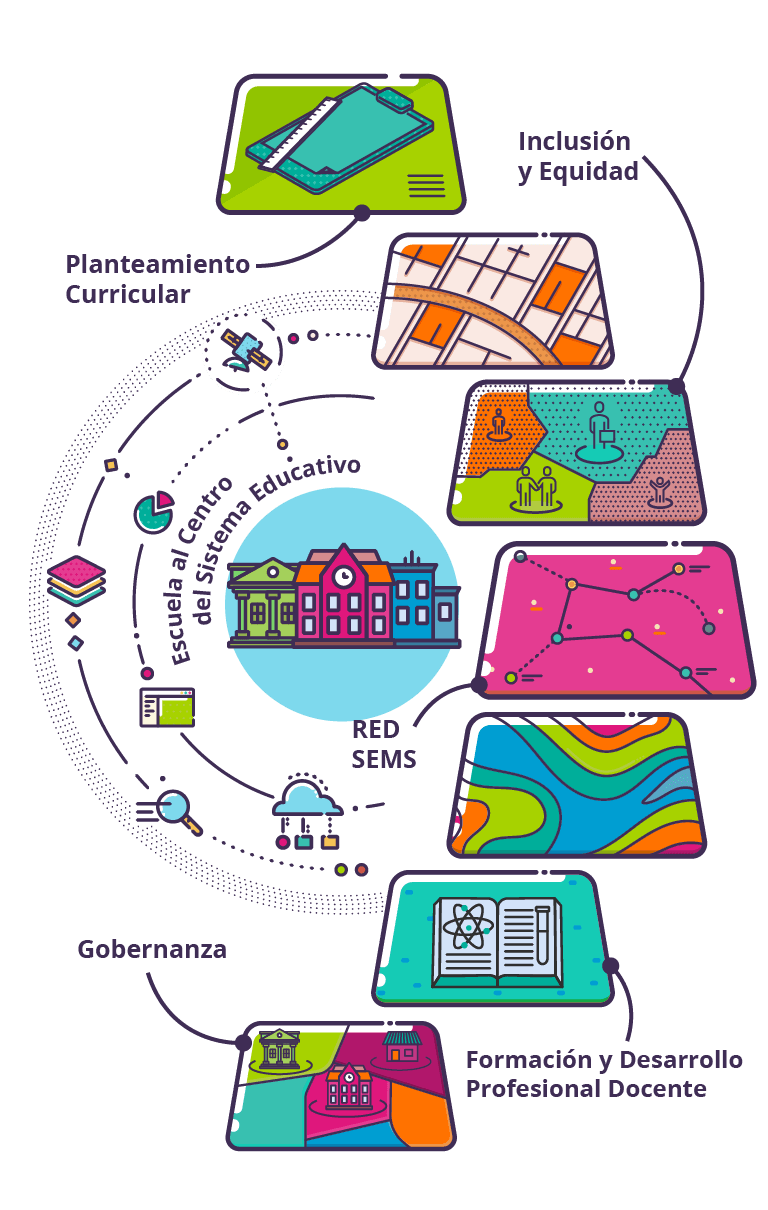 Inclusión
y Equidad
Planteamiento
Curricular
Escuela al Centro
del Sistema Educativo
RED
SEMS
Gobernanza
Formación y Desarrollo
Profesional Docente